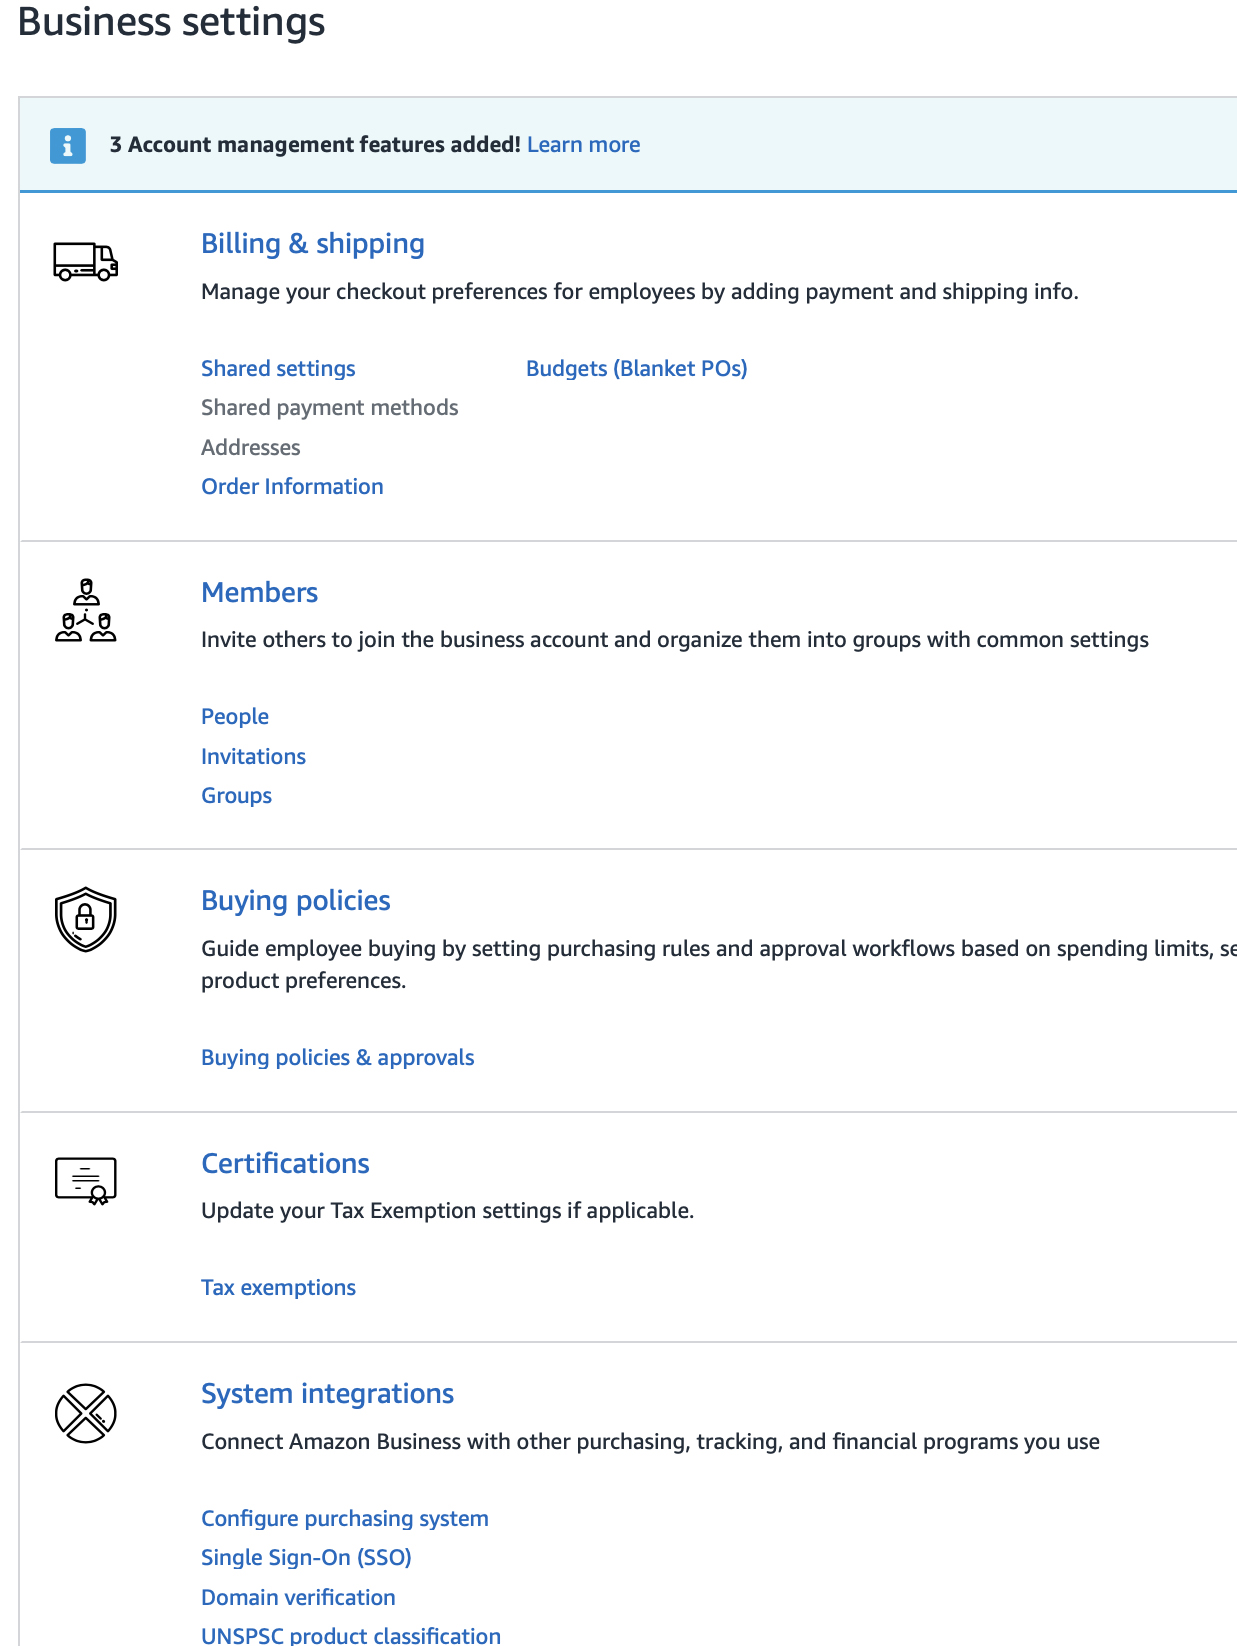 Business settings
3 Account management features added! Learn more
Billing & shipping
Manage your checkout preferences for employees by adding payment and shipping info.
Shared settings
Budgets (Blanket POs)
Shared payment methods
Addresses
Order Information
Members
Invite others to join the business account and organize them into groups with common settings
People
Invitations
Groups
Buying policies
Guide employee buying by setting purchasing rules and approval workflows based on spending limits,
product preferences.
Buying policies & approvals
Certifications
Update your Tax Exemption settings if applicable.
Tax exemptions
System integrations
Connect Amazon Business with other purchasing, tracking, and financial programs you use
Configure purchasing system
Single Sign-On (SSO)
Domain verification
UNSPSC product classification